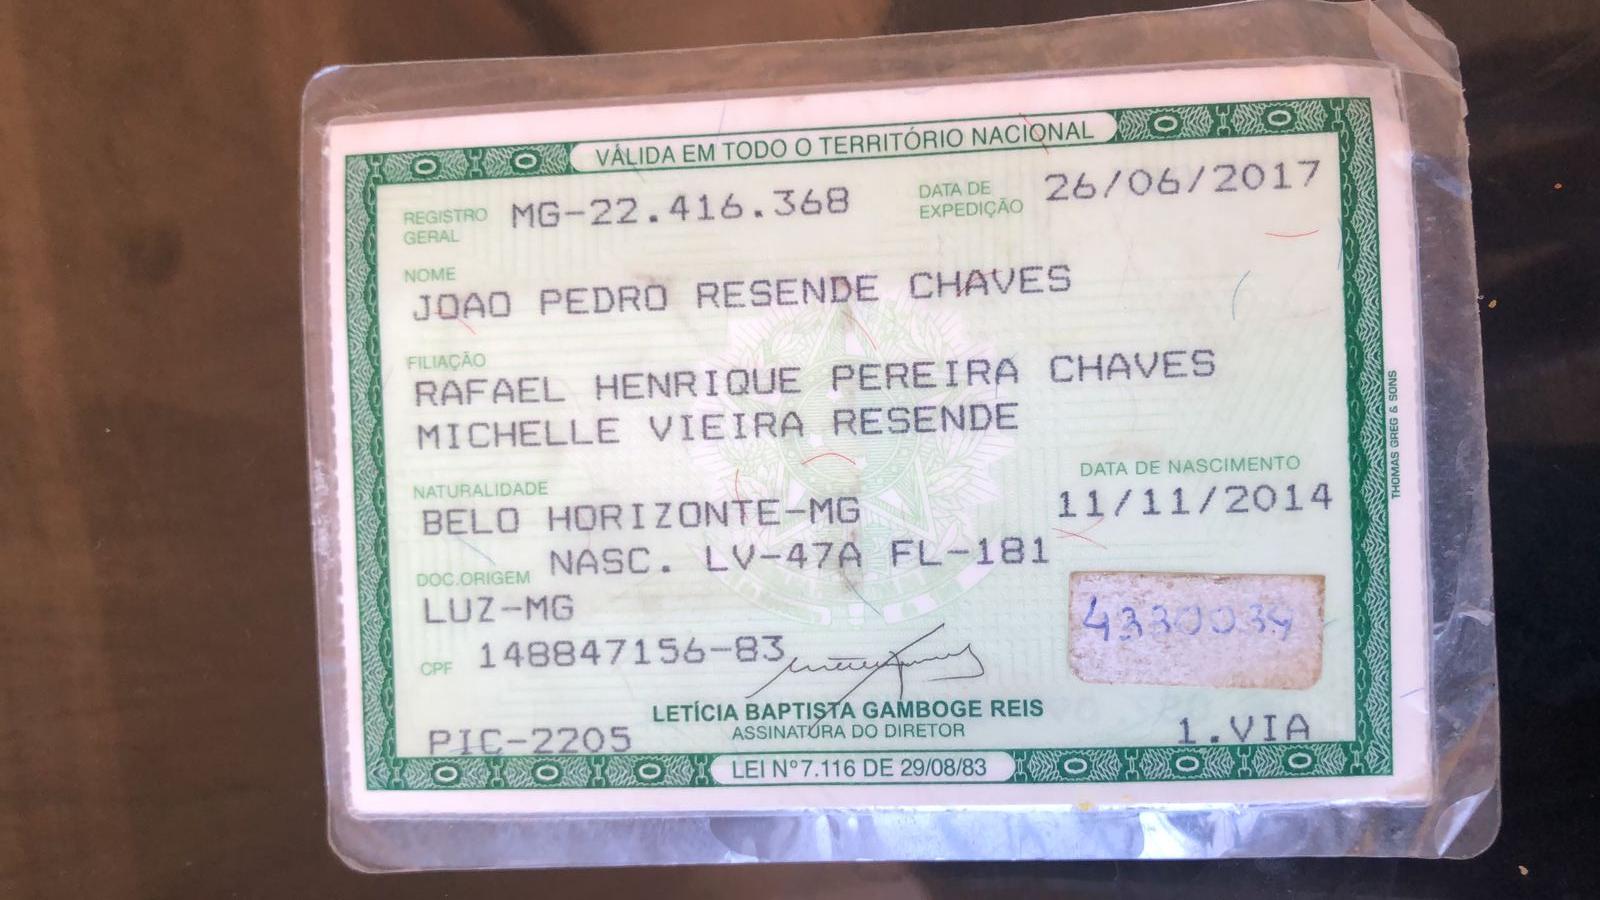 VÁLIDA EM TODO O TERRITÓRIO NACIONAL
REGISTRO GERAL MG-22.416.368 DATA DE EXPEDIÇÃO 26/06/2017
NOME
JOAO PEDRO RESENDE CHAVES
FILIAÇÃO
RAFAEL HENRIQUE PEREIRA CHAVES
MICHELLE VIEIRA RESENDE
NATURALIDADE DATA DE NASCIMENTO
BELO HORIZONTE-MG 11/11/2014
DOC.ORIGEM NASC. LV-47A FL-181
LUZ-MG
CPF 148847156-83
4330034
LETÍCIA BAPTISTA GAMBOGE REIS
ASSINATURA DO DIRETOR
PIC-2205 1.VIA
LEI Nº 7.116 DE 29/08/83
THOMAS GREG & SONS